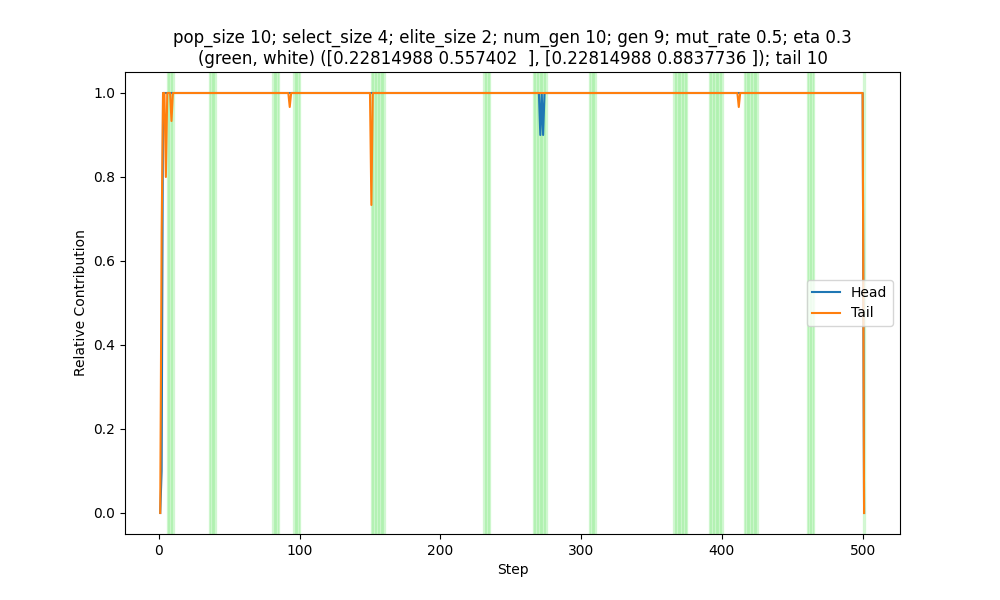 pop_size 10; select_size 4; elite_size 2; num_gen 10; gen 9; mut_rate 0.5; eta 0.3
(green, white) ([0.22814988 0.557402  ], [0.22814988 0.8837736 ]); tail 10
1.0
0.8
0.6
0.4
0.2
0.0
Relative Contribution
Head
Tail
0
100
200
300
400
500
Step